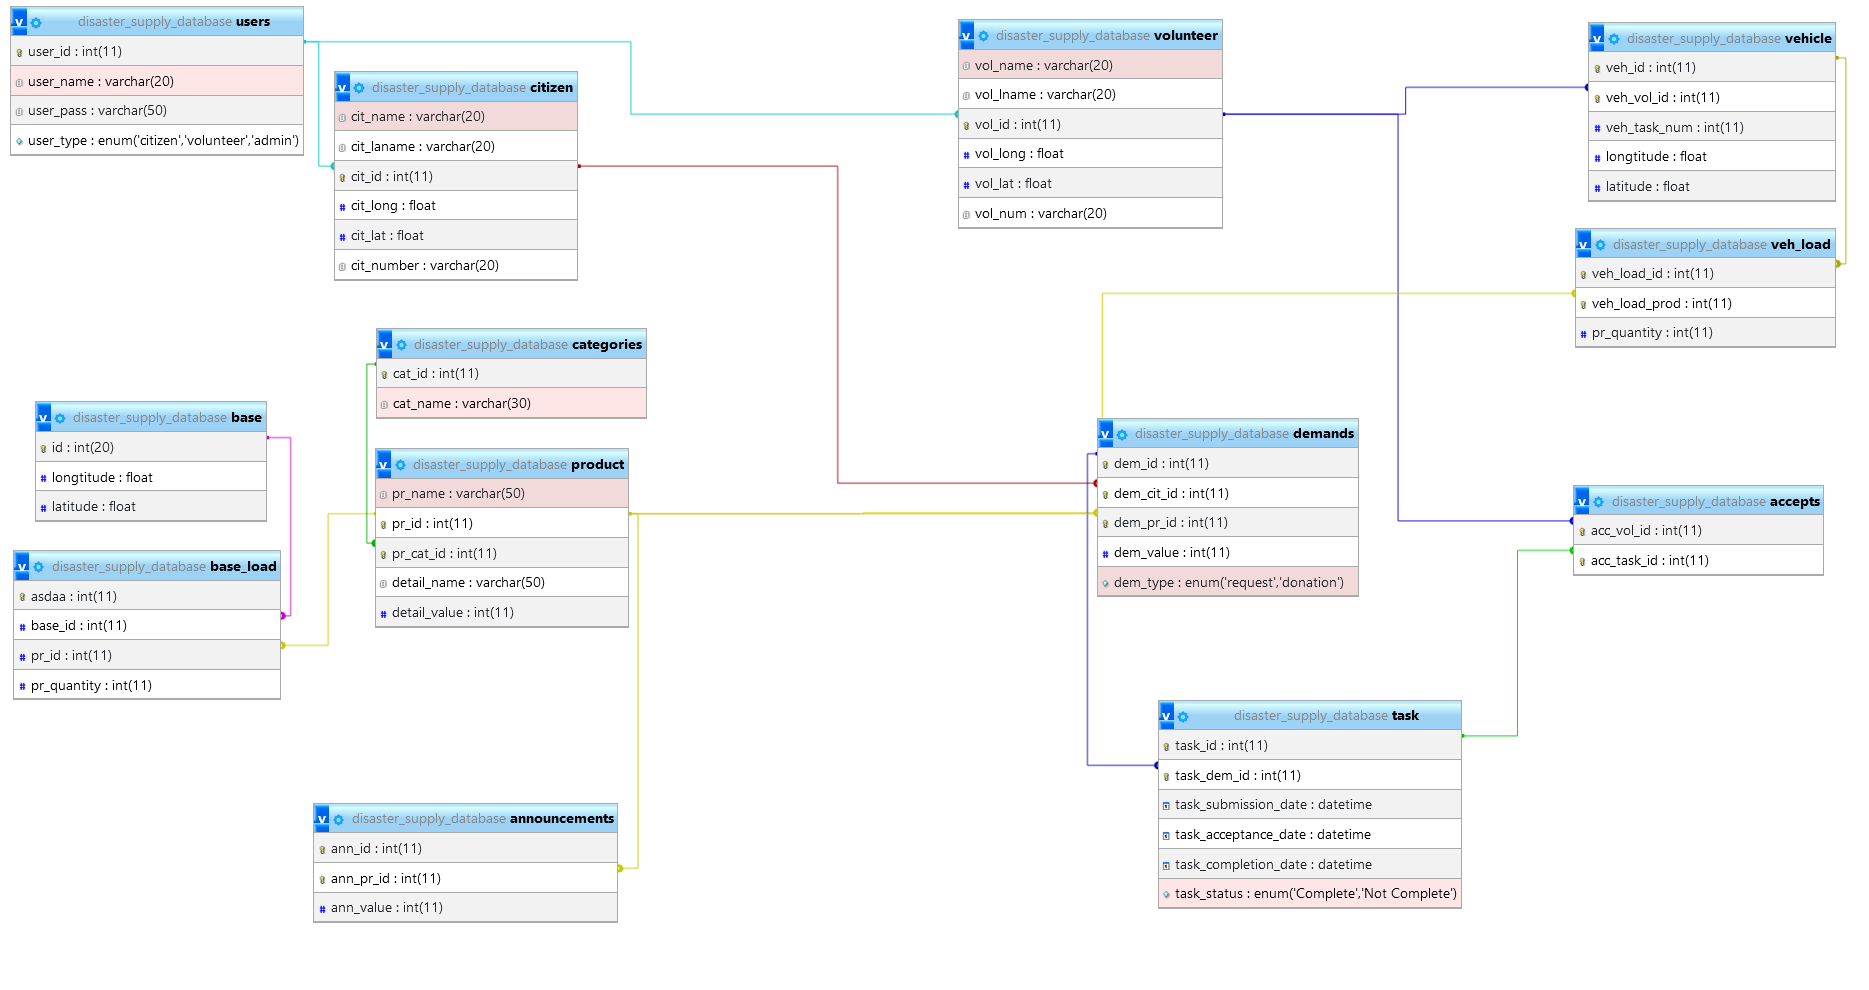 disaster_supply_database users
user_id : int(11)
user_name : varchar(20)
user_pass : varchar(50)
user_type : enum('citizen','volunteer','admin')
disaster_supply_database citizen
cit_name : varchar(20)
cit_laname : varchar(20)
cit_id : int(11)
cit_long : float
cit_lat : float
cit_number : varchar(20)
disaster_supply_database volunteer
vol_name : varchar(20)
vol_lname : varchar(20)
vol_id : int(11)
vol_long : float
vol_lat : float
vol_num : varchar(20)
disaster_supply_database vehicle
veh_id : int(11)
veh_vol_id : int(11)
veh_task_num : int(11)
longtitude : float
latitude : float
disaster_supply_database veh_load
veh_load_id : int(11)
veh_load_prod : int(11)
pr_quantity : int(11)
disaster_supply_database categories
cat_id : int(11)
cat_name : varchar(30)
disaster_supply_database base
id : int(20)
longtitude : float
latitude : float
disaster_supply_database product
pr_name : varchar(50)
pr_id : int(11)
pr_cat_id : int(11)
detail_name : varchar(50)
detail_value : int(11)
disaster_supply_database demands
dem_id : int(11)
dem_cit_id : int(11)
dem_pr_id : int(11)
dem_value : int(11)
dem_type : enum('request','donation')
disaster_supply_database accepts
acc_vol_id : int(11)
acc_task_id : int(11)
disaster_supply_database base_load
asdaa : int(11)
base_id : int(11)
pr_id : int(11)
pr_quantity : int(11)
disaster_supply_database task
task_id : int(11)
task_dem_id : int(11)
task_submission_date : datetime
task_acceptance_date : datetime
task_completion_date : datetime
task_status : enum('Complete','Not Complete')
disaster_supply_database announcements
ann_id : int(11)
ann_pr_id : int(11)
ann_value : int(11)